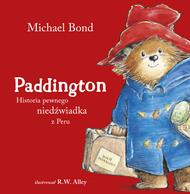 Michael Bond
Paddington
Historia pewnego
niedźwiadka
z Peru
ilustrował R.W. Alley